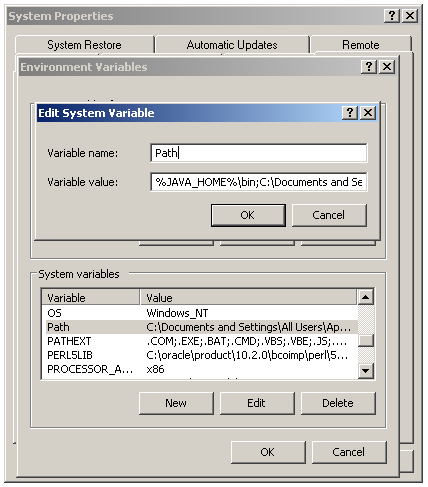 System Properties
System Restore Automatic Updates Remote
Environment Variables
Edit System Variable
Variable name: Path
Variable value: %JAVA_HOME%\bin;C:\Documents and Se
OK Cancel
System variables
Variable Value
OS Windows_NT
Path C:\Documents and Settings\All Users\Ap...
PATHEXT .COM;.EXE;.BAT;.CMD;.VBS;.VBE;.JS;....
PERL5LIB C:\oracle\product\10.2.0\bcoimp\perl\5...
PROCESSOR_A... x86
New Edit Delete
OK Cancel